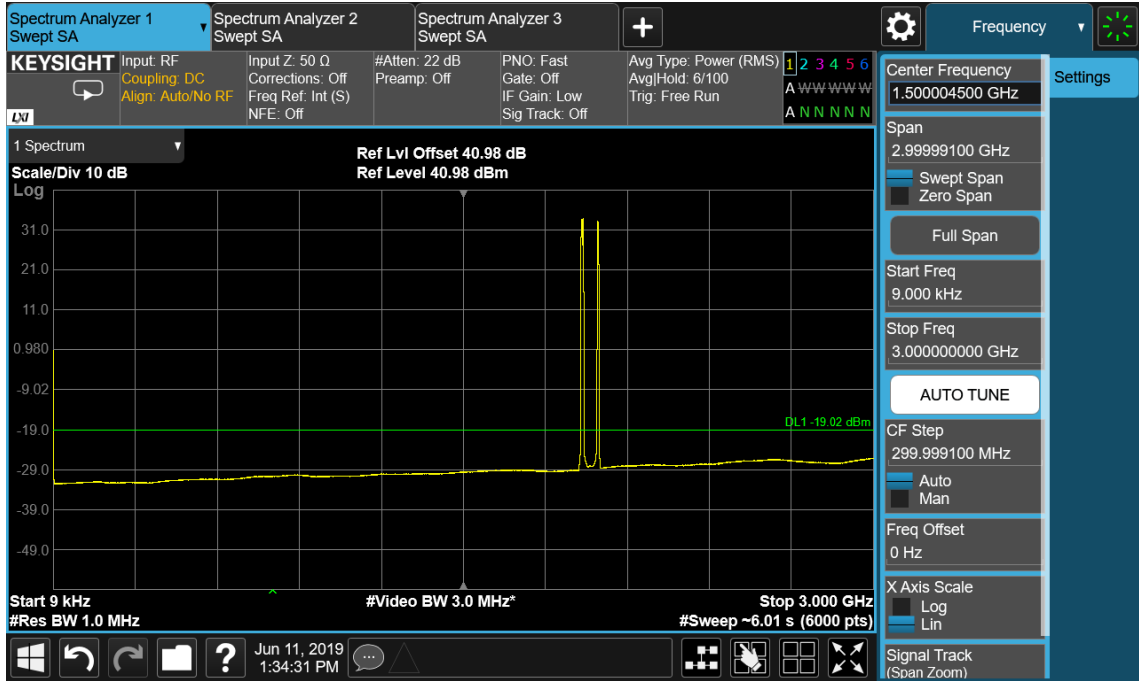 Spectrum Analyzer 1
Swept SA
Spectrum Analyzer 2
Swept SA
Spectrum Analyzer 3
Swept SA
Frequency
KEYSIGHT
LXI
Input: RF
Coupling: DC
Align: Auto/No RF
Input Z: 50 Ω
Corrections: Off
Freq Ref: Int (S)
NFE: Off
#Atten: 22 dB
Preamp: Off
PNO: Fast
Gate: Off
IF Gain: Low
Sig Track: Off
Avg Type: Power (RMS)
Avg|Hold: 6/100
Trig: Free Run
1 2 3 4 5 6
A W W W W W
A N N N N N
1 Spectrum
Scale/Div 10 dB
Log
Ref Lvl Offset 40.98 dB
Ref Level 40.98 dBm
31.0
21.0
11.0
0.980
-9.02
-19.0
-29.0
-39.0
-49.0
DL1 -19.02 dBm
Start 9 kHz
#Res BW 1.0 MHz
#Video BW 3.0 MHz*
Stop 3.000 GHz
#Sweep ~6.01 s (6000 pts)
Center Frequency
1.500004500 GHz
Span
2.99999100 GHz
Swept Span
Zero Span
Full Span
Start Freq
9.000 kHz
Stop Freq
3.000000000 GHz
AUTO TUNE
CF Step
299.999100 MHz
Auto
Man
Freq Offset
0 Hz
X Axis Scale
Log
Lin
Signal Track
(Span Zoom)
Settings
?
Jun 11, 2019
1:34:31 PM